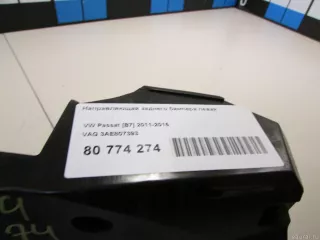 Направляющая заднего бампера левая
VW Passat [B7] 2011-2015
VAG 3AE807393
80 774 274